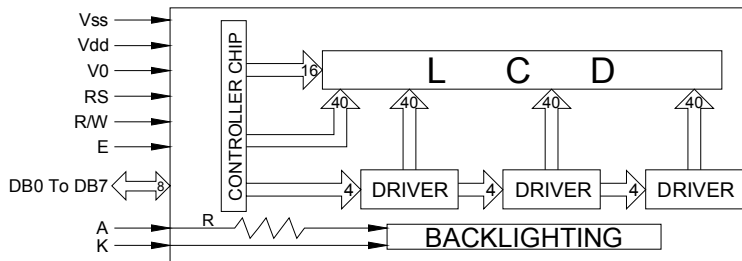 Vss
Vdd
V0
RS
R/W
E
DB0 To DB7
8
A
K
R
CONTROLLER CHIP
16
L C D
40
40
40
40
4
DRIVER
4
DRIVER
4
DRIVER
BACKLIGHTING